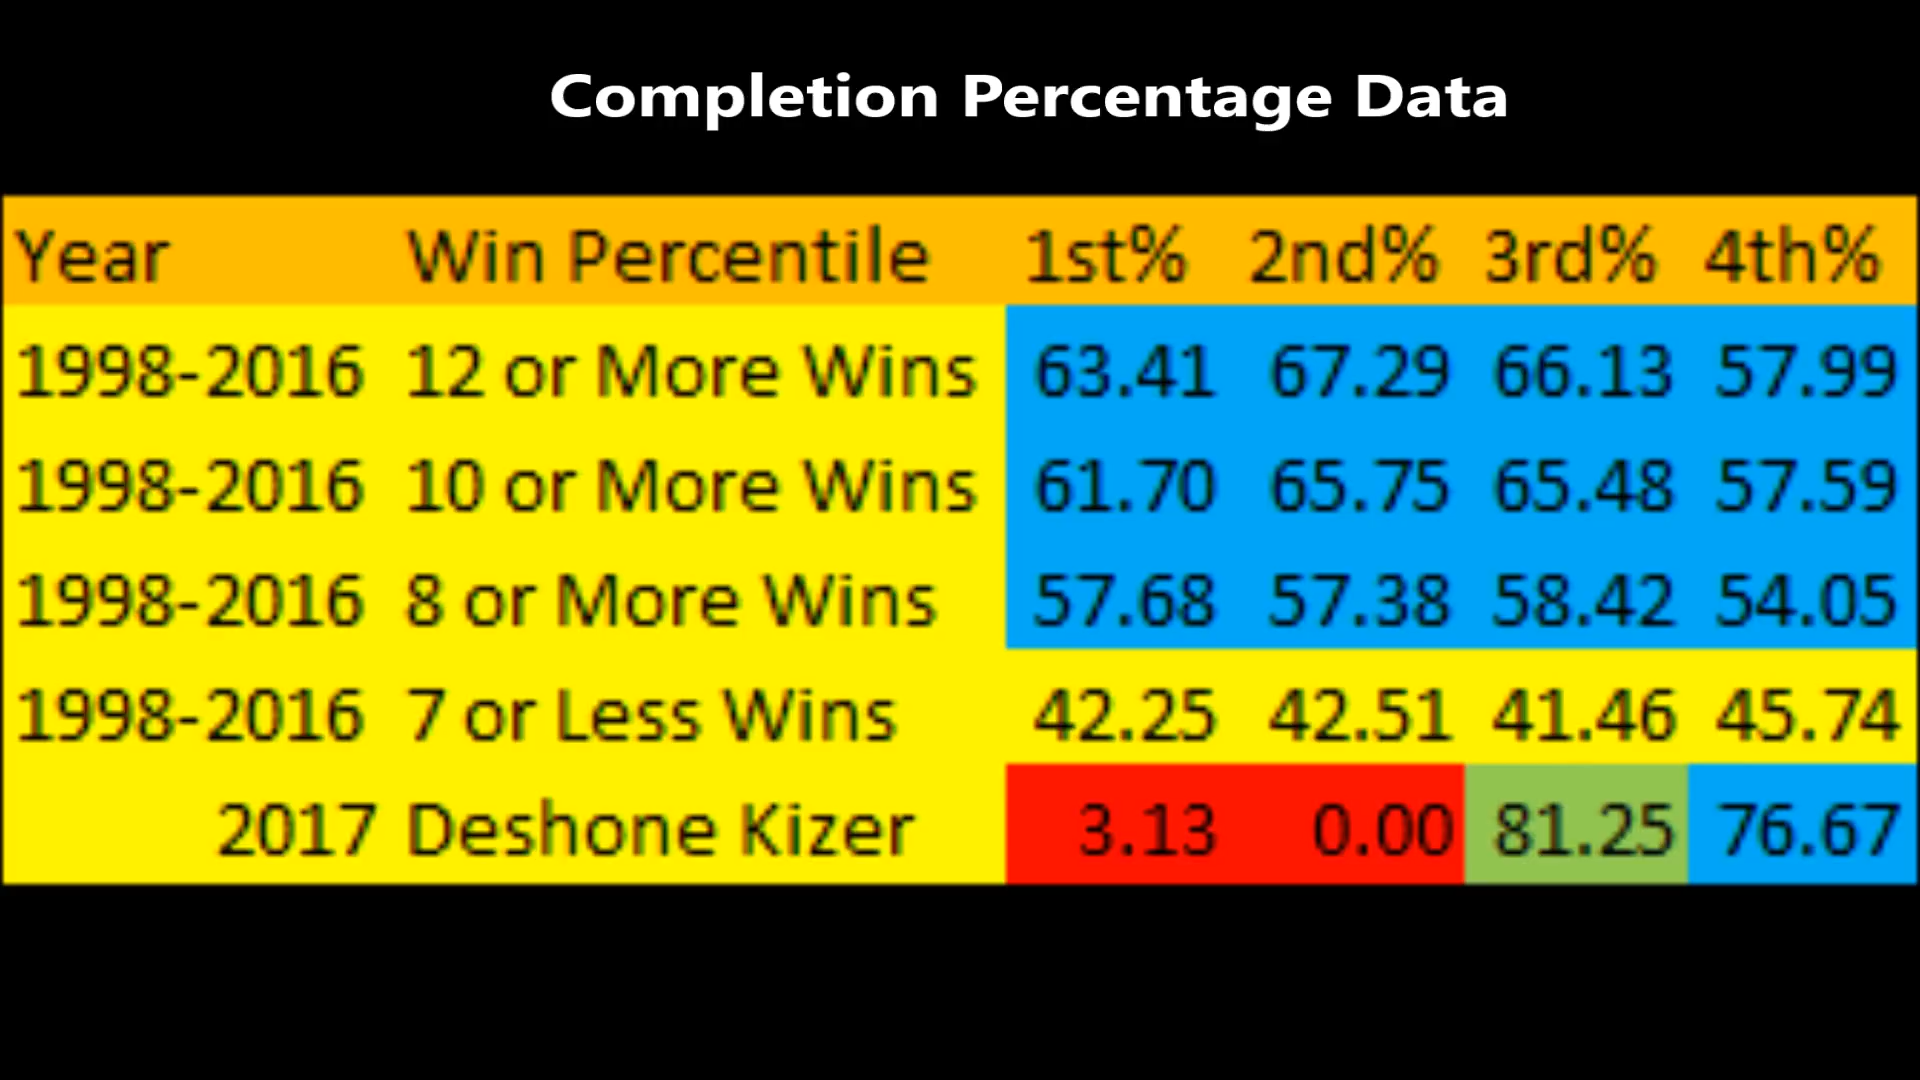 Completion Percentage Data
Year Win Percentile 1st% 2nd% 3rd% 4th%
1998-2016 12 or More Wins 63.41 67.29 66.13 57.99
1998-2016 10 or More Wins 61.70 65.75 65.48 57.59
1998-2016 8 or More Wins 57.68 57.38 58.42 54.05
1998-2016 7 or Less Wins 42.25 42.51 41.46 45.74
2017 Deshone Kizer 3.13 0.00 81.25 76.67